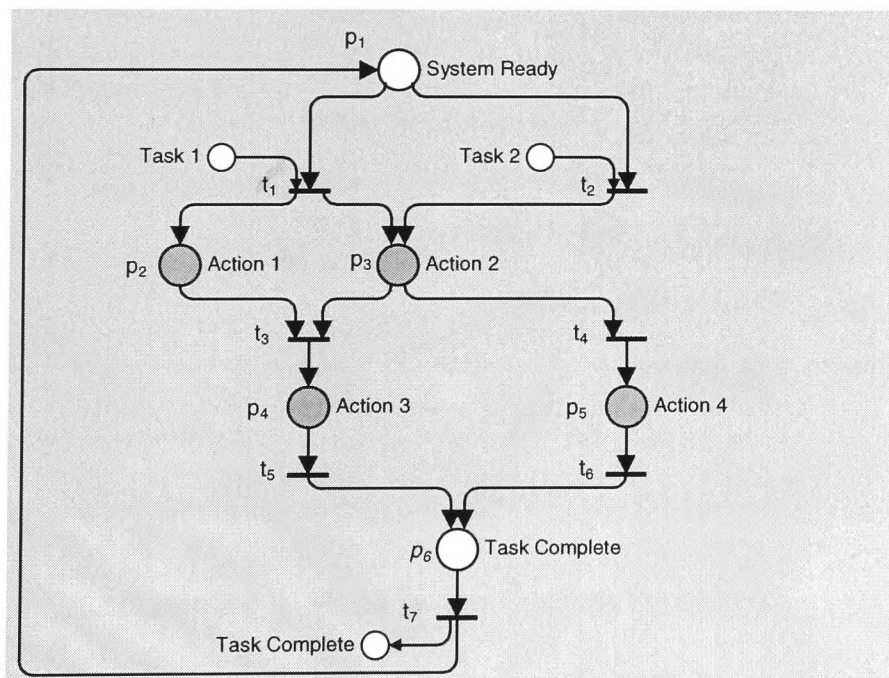 p1
System Ready
Task 1
Task 2
t1
t2
p2 Action 1
p3 Action 2
t3
t4
p4 Action 3
p5 Action 4
t5
t6
p6 Task Complete
t7
Task Complete